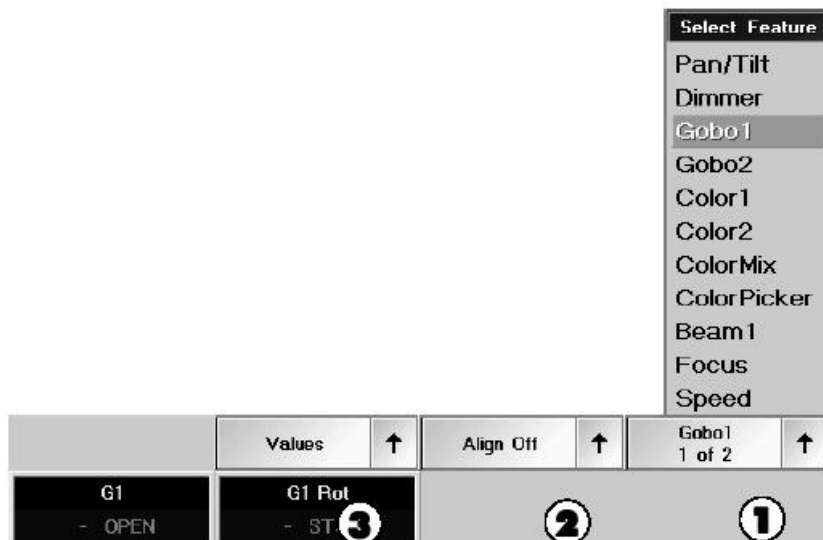 Select Feature
Pan/Tilt
Dimmer
Gobo1
Gobo2
Color1
Color2
ColorMix
ColorPicker
Beam1
Focus
Speed
Values ↑ Align Off ↑ Gobo1 ↑
1 of 2
G1 G1 Rot
- OPEN - ST 3 2 1